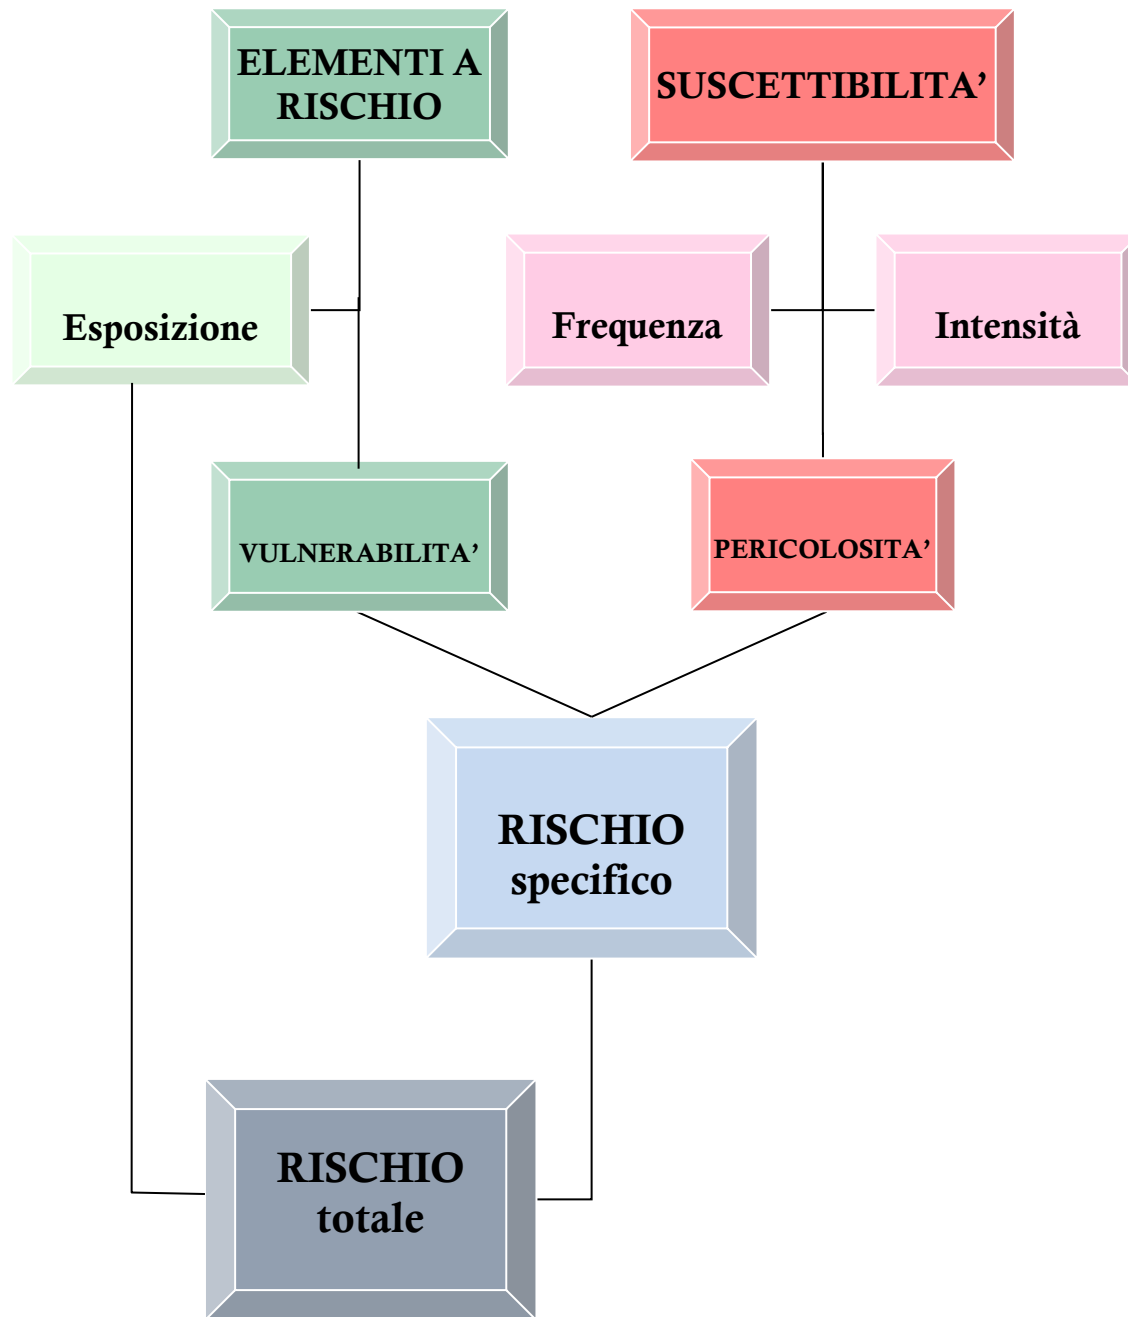 ELEMENTI A
RISCHIO
SUSCETTIBILITA’
Esposizione
Frequenza
Intensità
VULNERABILITA’
PERICOLOSITA’
RISCHIO
specifico
RISCHIO
totale